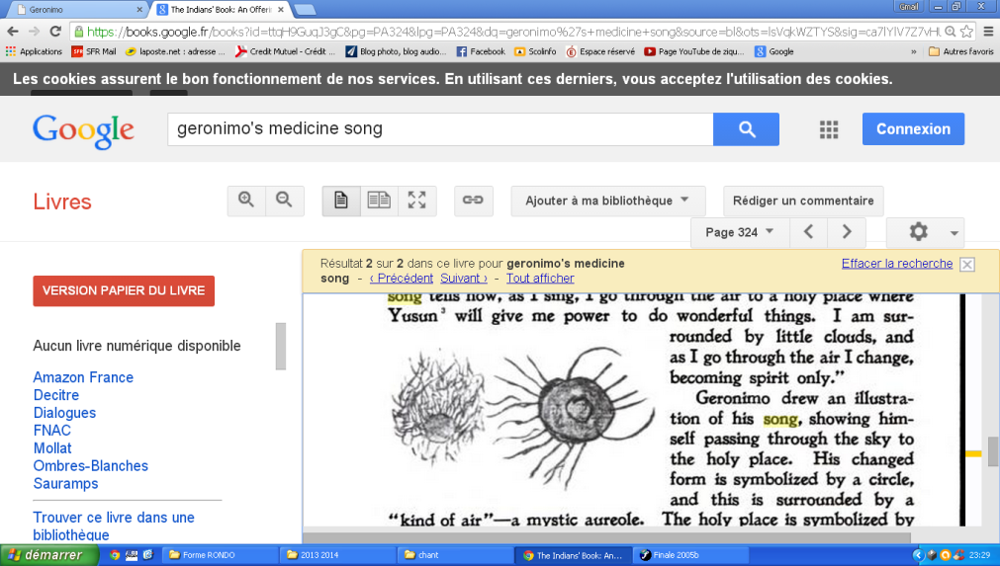 Geronimo
The Indians' Book: An Offerin
Gmail
https://books.google.fr/books?id=ttqH9GuqJ3gC&pg=PA324&lpg=PA324&dq=geronimo%27s+medicine+song&source=bl&ots=
Applications SFR Mail laposte.net : adresse ... Credit Mutuel - Crédit ... Blog photo, blog audio... Facebook Scolinfo Espace réservé Page YouTube de ziqu... Google » Autres favoris
Les cookies assurent le bon fonctionnement de nos services. En utilisant ces derniers, vous acceptez l'utilisation des cookies.
Google
geronimo's medicine song
Connexion
Livres
Ajouter à ma bibliothèque
Rédiger un commentaire
Page 324
Résultat 2 sur 2 dans ce livre pour geronimo's medicine
song - ‹ Précédent Suivant › - Tout afficher
Effacer la recherche
VERSION PAPIER DU LIVRE
Aucun livre numérique disponible
Amazon France
Decitre
Dialogues
FNAC
Mollat
Ombres-Blanches
Sauramps
Trouver ce livre dans une
bibliothèque
song tells how, as I sing, I go through the air to a holy place where
Yusun³ will give me power to do wonderful things. I am sur-
rounded by little clouds, and
as I go through the air I change,
becoming spirit only."
Geronimo drew an illustra-
tion of his song, showing him-
self passing through the sky to
the holy place. His changed
form is symbolized by a circle,
and this is surrounded by a
"kind of air"—a mystic aureole. The holy place is symbolized by
démarrer
Forme RONDO
2013 2014
chant
The Indians' Book: An...
Finale 2005b
23:29